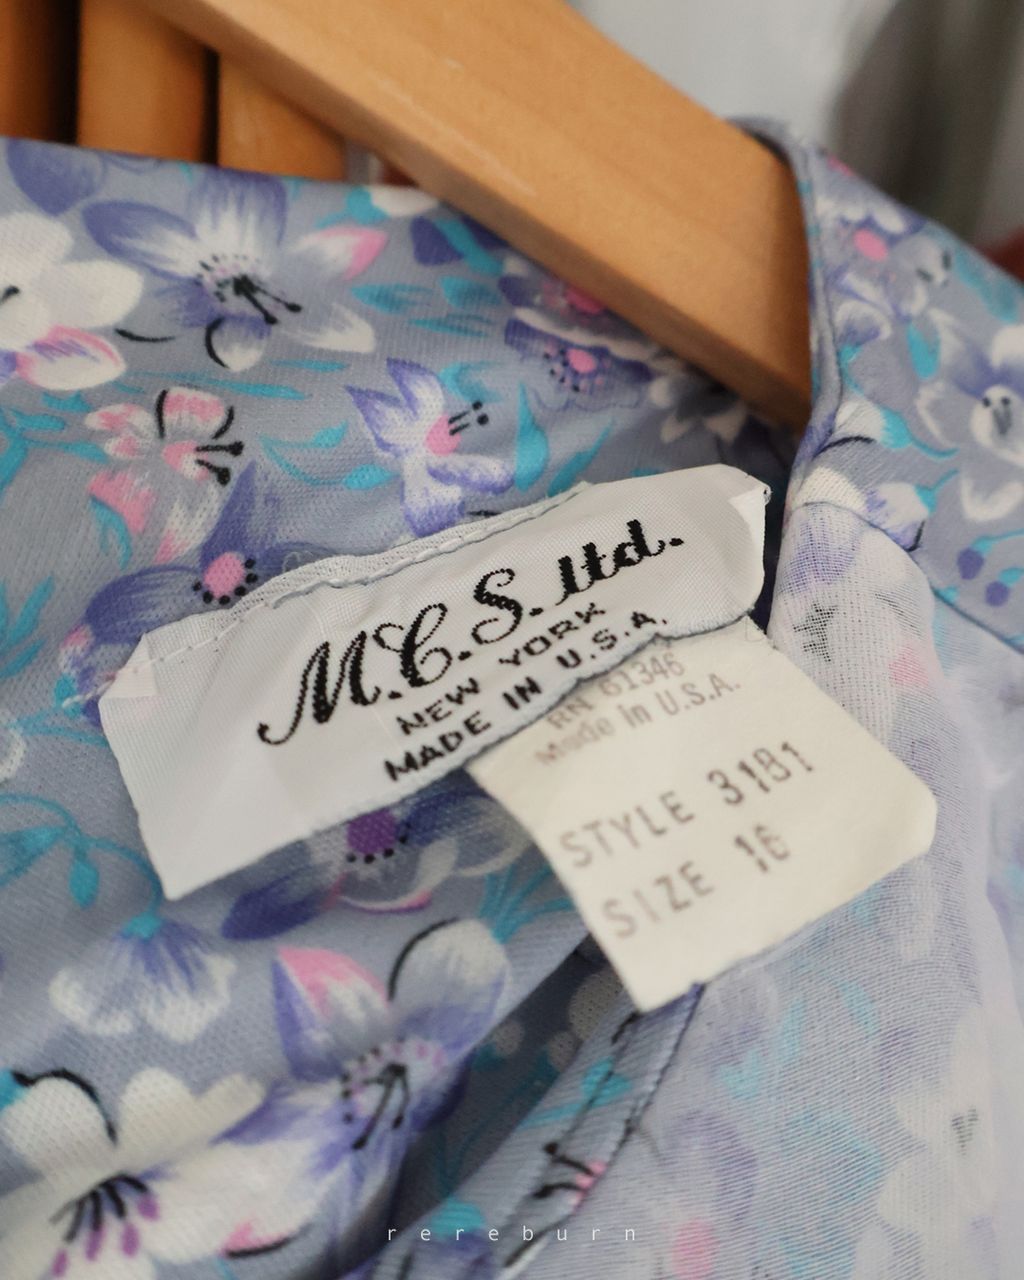 M.C.S. ltd.
NEW YORK
MADE IN U.S.A.
RN 61346
Made In U.S.A.
STYLE 3181
SIZE 16
rereburn